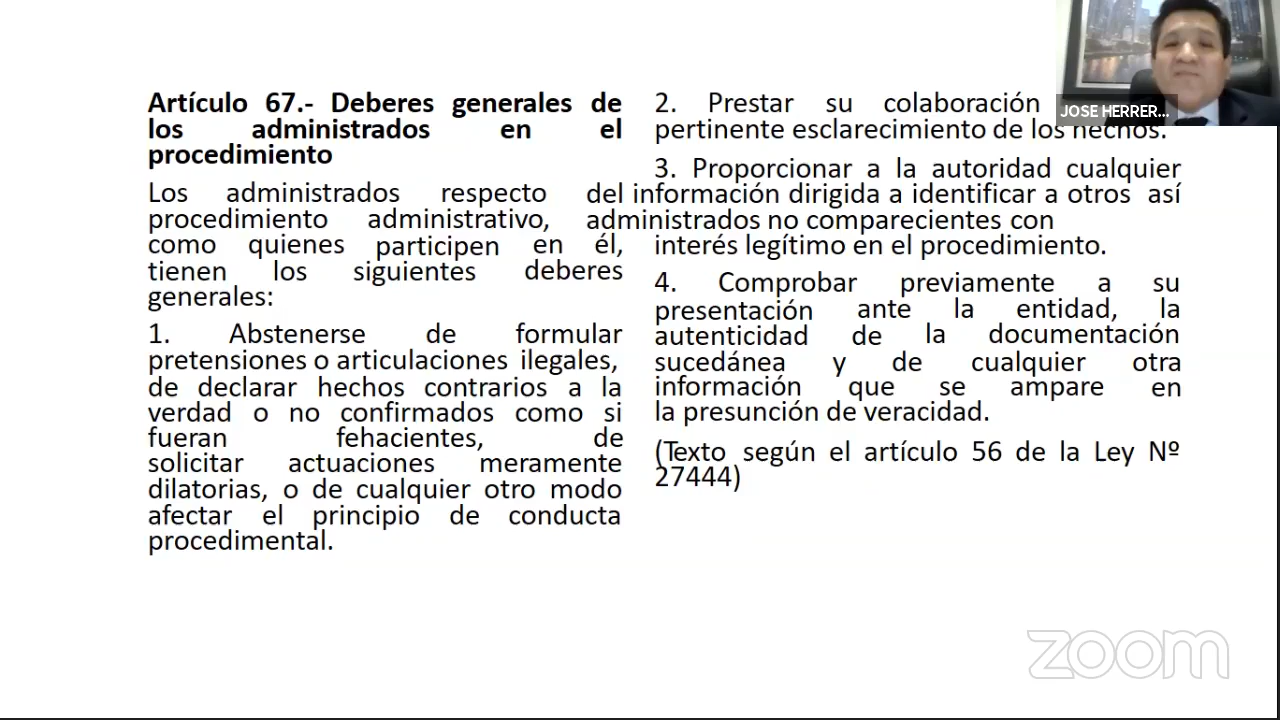 Artículo 67.- Deberes generales de
los administrados en el
procedimiento
Los administrados respecto del
procedimiento administrativo, así
como quienes participen en él,
tienen los siguientes deberes
generales:
1. Abstenerse de formular
pretensiones o articulaciones ilegales,
de declarar hechos contrarios a la
verdad o no confirmados como si
fueran fehacientes, de
solicitar actuaciones meramente
dilatorias, o de cualquier otro modo
afectar el principio de conducta
procedimental.
2. Prestar su colaboración
pertinente esclarecimiento de los hechos.
3. Proporcionar a la autoridad cualquier
información dirigida a identificar a otros
administrados no comparecientes con
interés legítimo en el procedimiento.
4. Comprobar previamente a su
presentación ante la entidad, la
autenticidad de la documentación
sucedánea y de cualquier otra
información que se ampare en
la presunción de veracidad.
(Texto según el artículo 56 de la Ley Nº
27444)
JOSE HERRER...
zoom